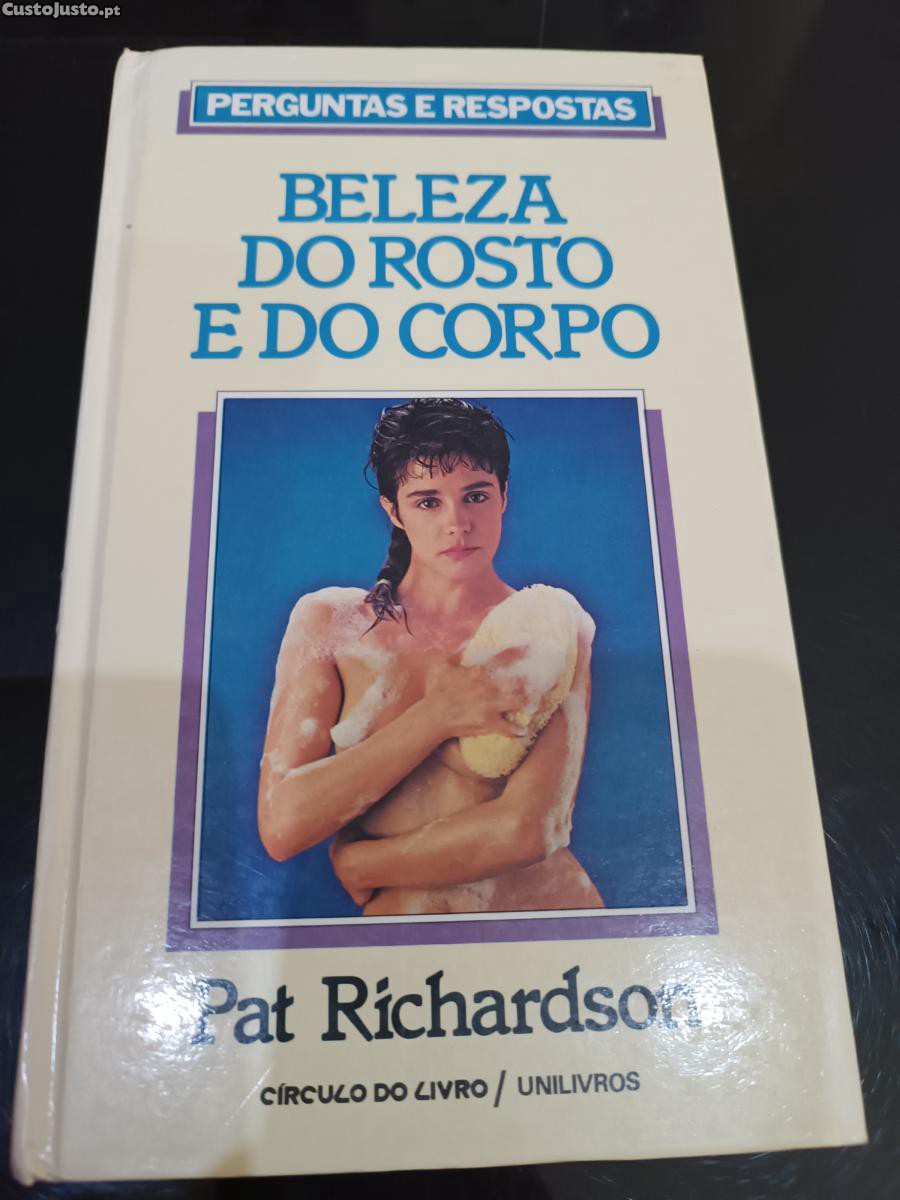 CustoJusto.pt
PERGUNTAS E RESPOSTAS
BELEZA
DO ROSTO
E DO CORPO
Pat Richardson
CÍRCULO DO LIVRO / UNILIVROS